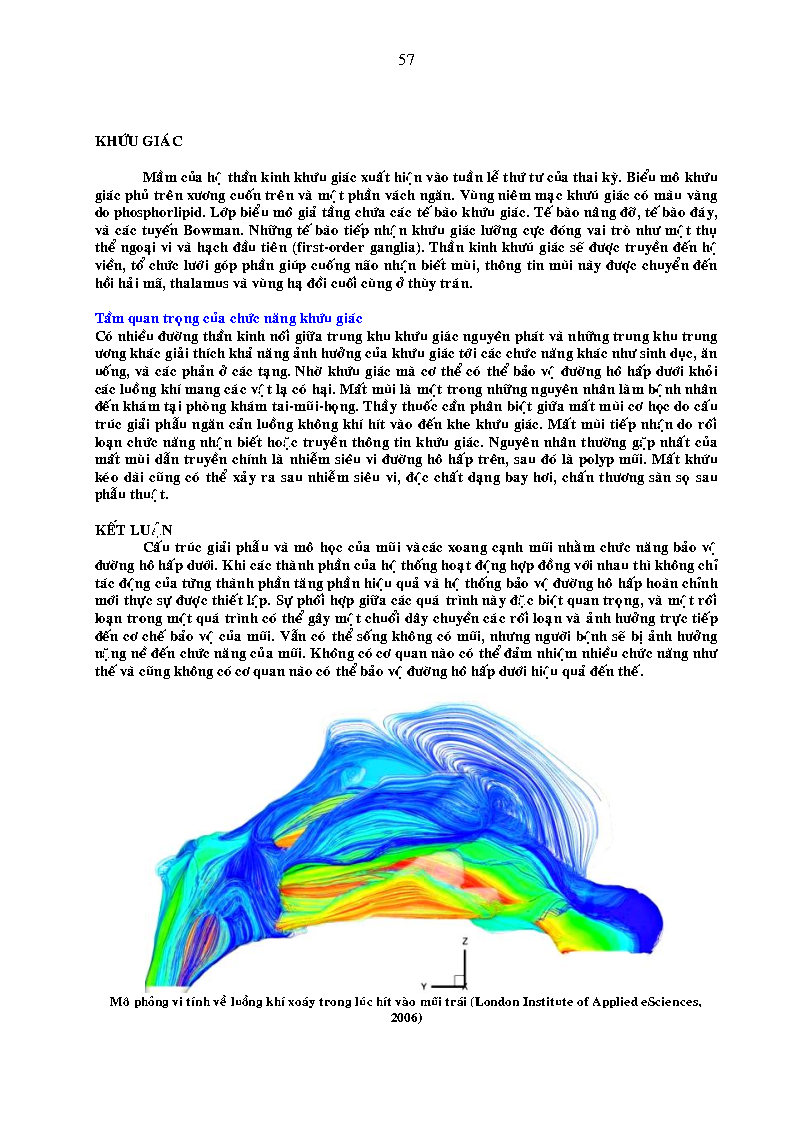 57
KHỨU GIÁC
Mầm của hệ thần kinh khứu giác xuất hiện vào tuần lễ thứ tư của thai kỳ. Biểu mô khứu
giác phủ trên xương cuốn trên và một phần vách ngăn. Vùng niêm mạc khưú giác có màu vàng
do phosphorlipid. Lớp biểu mô giả tầng chứa các tế bào khứu giác. Tế bào nâng đỡ, tế bào đáy,
và các tuyến Bowman. Những tế bào tiếp nhận khứu giác lưỡng cực đóng vai trò như một thụ
thể ngoại vi và hạch đầu tiên (first-order ganglia). Thần kinh khưú giác sẽ được truyền đến hệ
viền, tổ chức lưới góp phần giúp cuống não nhận biết mùi, thông tin mùi này được chuyển đến
hồi hải mã, thalamus và vùng hạ đồi cuối cùng ở thùy trán.
Tầm quan trọng của chức năng khứu giác
Có nhiều đường thần kinh nối giữa trung khu khứu giác nguyên phát và những trung khu trung
ương khác giải thích khả năng ảnh hưởng của khứu giác tới các chức năng khác như sinh dục, ăn
uống, và các phản ở các tạng. Nhờ khứu giác mà cơ thể có thể bảo vệ đường hô hấp dưới khỏi
các luồng khí mang các vật lạ có hại. Mất mùi là một trong những nguyên nhân làm bệnh nhân
đến khám tại phòng khám tai-mũi-họng. Thầy thuốc cần phân biệt giữa mất mùi cơ học do cấu
trúc giải phẫu ngăn cản luồng không khí hít vào đến khe khứu giác. Mất mùi tiếp nhận do rối
loạn chức năng nhận biết hoặc truyền thông tin khứu giác. Nguyên nhân thường gặp nhất của
mất mùi dẫn truyền chính là nhiễm siêu vi đường hô hấp trên, sau đó là polyp mũi. Mất khứu
kéo dài cũng có thể xảy ra sau nhiễm siêu vi, độc chất dạng bay hơi, chấn thương sàn sọ sau
phẫu thuật.
KẾT LUẬN
Cấu trúc giải phẫu và mô học của mũi vàcác xoang cạnh mũi nhằm chức năng bảo vệ
đường hô hấp dưới. Khi các thành phần của hệ thống hoạt động hợp đồng với nhau thì không chỉ
tác động của từng thành phần tăng phần hiệu quả và hệ thống bảo vệ đường hô hấp hoàn chỉnh
mới thực sự được thiết lập. Sự phối hợp giữa các quá trình này đặc biệt quan trọng, và một rối
loạn trong một quá trình có thể gây một chuổi dây chuyền các rối loạn và ảnh hưởng trực tiếp
đến cơ chế bảo vệ của mũi. Vẫn có thể sống không có mũi, nhưng người bệnh sẽ bị ảnh hưởng
nặng nề đến chức năng của mũi. Không có cơ quan nào có thể đảm nhiệm nhiều chức năng như
thế và cũng không có cơ quan nào có thể bảo vệ đường hô hấp dưới hiệu quả đến thế.
Z
Y X
Mô phỏng vi tính về luồng khí xoáy trong lúc hít vào mũi trái (London Institute of Applied eSciences,
2006)